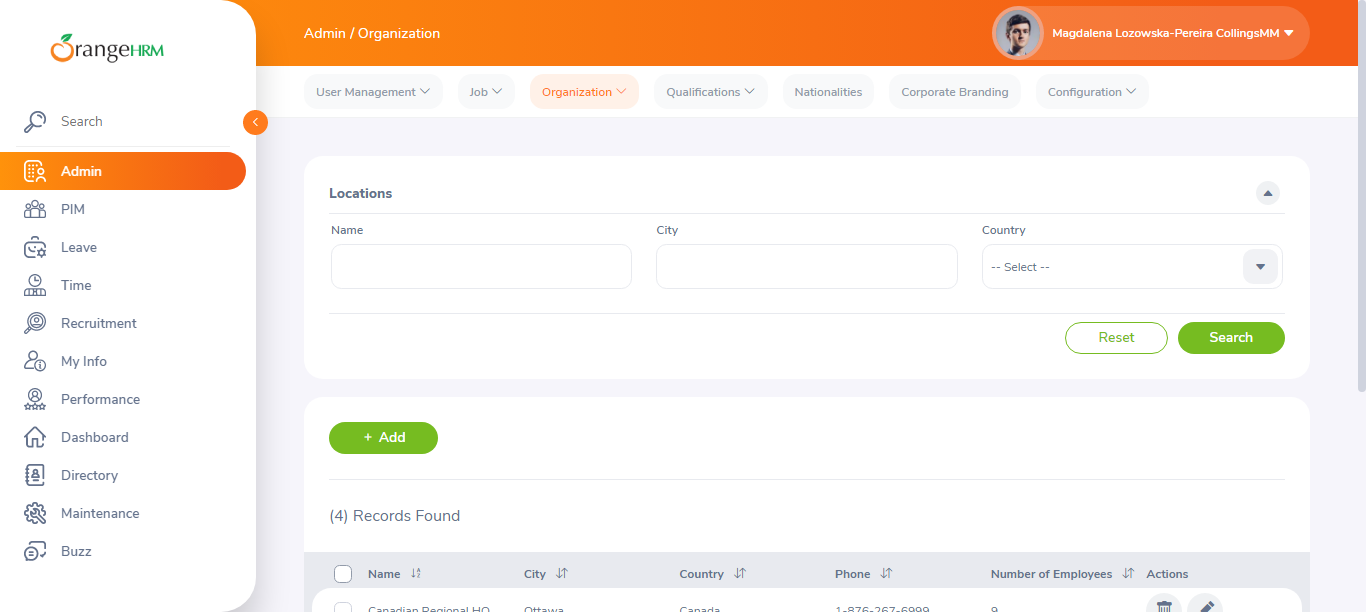 OrangeHRM
Admin / Organization
Magdalena Lozowska-Pereira CollingsMM
User Management
Job
Organization
Qualifications
Nationalities
Corporate Branding
Configuration
Search
Admin
PIM
Leave
Time
Recruitment
My Info
Performance
Dashboard
Directory
Maintenance
Buzz
Locations
Name
City
Country
-- Select --
Reset
Search
+ Add
(4) Records Found
Name City Country Phone Number of Employees Actions
Canadian Regional HQ Ottawa Canada 1-876-267-6999 9